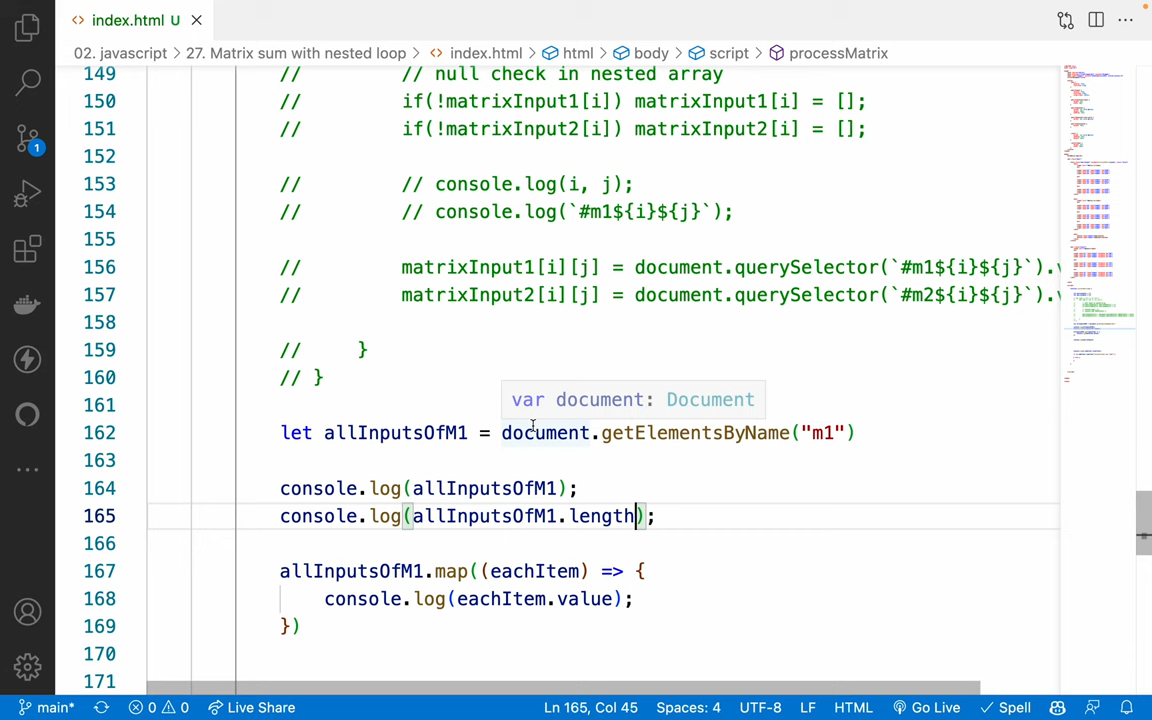 index.html U
02. javascript > 27. Matrix sum with nested loop > index.html > html > body > script > processMatrix
149 // // null check in nested array
150 // if(!matrixInput1[i]) matrixInput1[i] = [];
151 // if(!matrixInput2[i]) matrixInput2[i] = [];
152
153 // // console.log(i, j);
154 // // console.log(`#m1${i}${j}`);
155
156 // matrixInput1[i][j] = document.querySelector(`#m1${i}${j}`).v
157 // matrixInput2[i][j] = document.querySelector(`#m2${i}${j}`).v
158
159 // }
160 // }
161
var document: Document
162 let allInputsOfM1 = document.getElementsByName("m1")
163
164 console.log(allInputsOfM1);
165 console.log(allInputsOfM1.length);
166
167 allInputsOfM1.map((eachItem) => {
168 console.log(eachItem.value);
169 })
170
171
1
main* 0 0 Live Share Ln 165, Col 45 Spaces: 4 UTF-8 LF HTML Go Live Spell